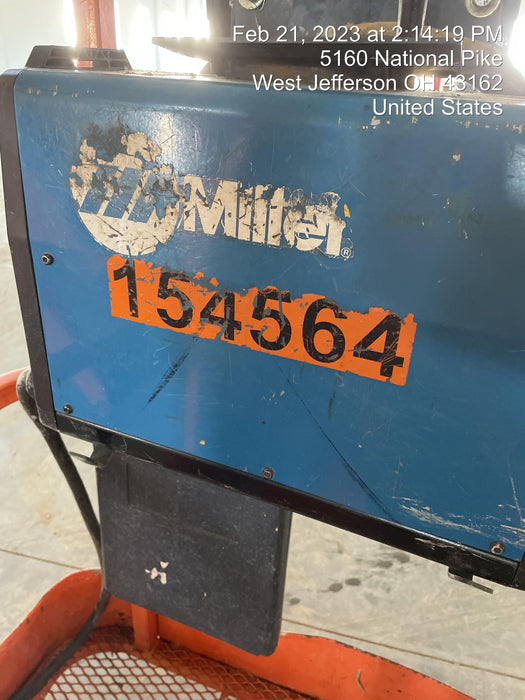 Feb 21, 2023 at 2:14:19 PM
5160 National Pike
West Jefferson OH 43162
United States
Miller®
154564